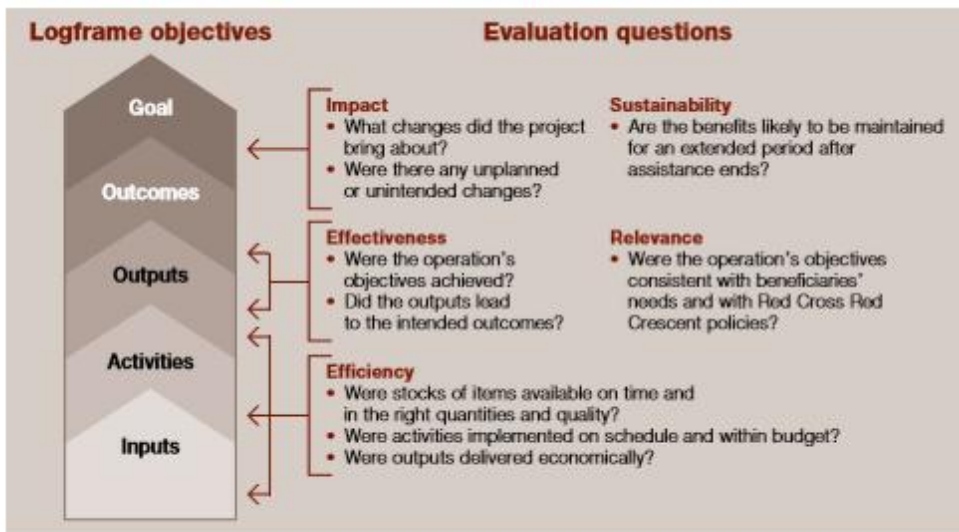 Logframe objectives
Evaluation questions
Goal
Outcomes
Outputs
Activities
Inputs
Impact
• What changes did the project
bring about?
• Were there any unplanned
or unintended changes?
Sustainability
• Are the benefits likely to be maintained
for an extended period after
assistance ends?
Effectiveness
• Were the operation's
objectives achieved?
• Did the outputs lead
to the intended outcomes?
Relevance
• Were the operation's objectives
consistent with beneficiaries'
needs and with Red Cross Red
Crescent policies?
Efficiency
• Were stocks of items available on time and
in the right quantities and quality?
• Were activities implemented on schedule and within budget?
• Were outputs delivered economically?